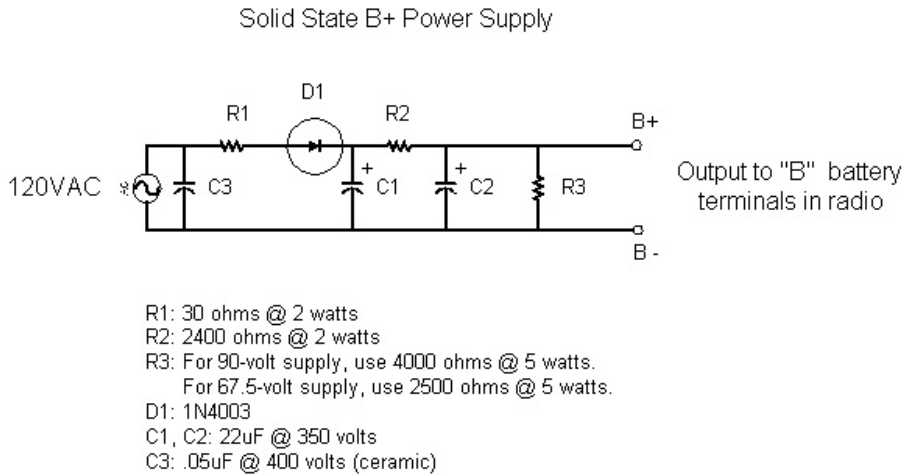 Solid State B+ Power Supply
D1
R1
R2
B+
120VAC
C3
+
C1
+
C2
R3
Output to "B" battery
terminals in radio
B -
R1: 30 ohms @ 2 watts
R2: 2400 ohms @ 2 watts
R3: For 90-volt supply, use 4000 ohms @ 5 watts.
For 67.5-volt supply, use 2500 ohms @ 5 watts.
D1: 1N4003
C1, C2: 22uF @ 350 volts
C3: .05uF @ 400 volts (ceramic)